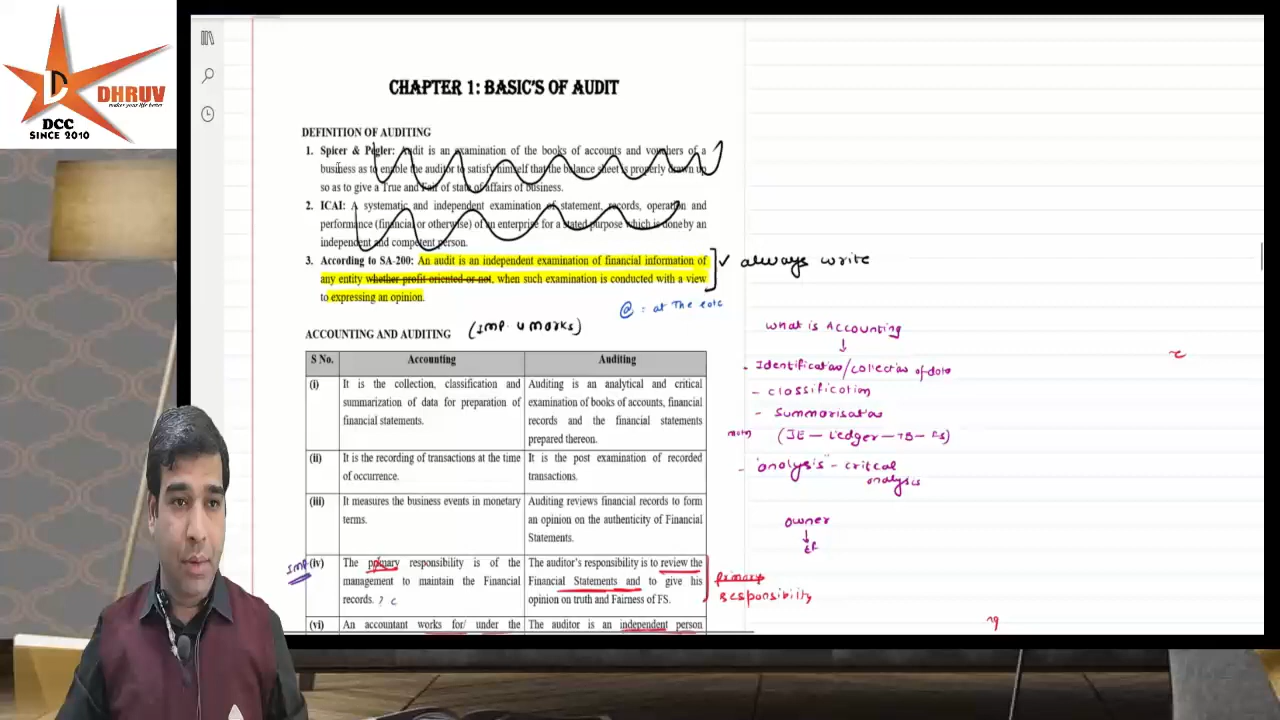 D
DHRUV
make your life better
DCC
SINCE 2010
CHAPTER 1: BASIC'S OF AUDIT
DEFINITION OF AUDITING
1. Spicer & Pegler: Audit is an examination of the books of accounts and vouchers of a
business as to enable the auditor to satisfy himself that the balance sheet is properly drawn up
so as to give a True and Fair of state of affairs of business.
2. ICAI: A systematic and independent examination of statement, records, operation and
performance (financial or otherwise) of an enterprise for a stated purpose which is done by an
independent and competent person.
3. According to SA-200: An audit is an independent examination of financial information of
any entity whether profit oriented or not, when such examination is conducted with a view
to expressing an opinion.
always write
@ : at The
ACCOUNTING AND AUDITING
(IMP. 4 marks)
S No. Accounting Auditing
(i) It is the collection, classification and
summarization of data for preparation of
financial statements.
Auditing is an analytical and critical
examination of books of accounts, financial
records and the financial statements
prepared thereon.
(ii) It is the recording of transactions at the time
of occurrence.
It is the post examination of recorded
transactions.
(iii) It measures the business events in monetary
terms.
Auditing reviews financial records to form
an opinion on the authenticity of Financial
Statements.
IMP
(iv) The primary responsibility is of the
management to maintain the Financial
records. ?
The auditor's responsibility is to review the
Financial Statements and to give his
opinion on truth and Fairness of FS.
primary
Responsibility
(vi) An accountant works for/ under the
The auditor is an independent person
what is Accounting
- Identification/collection of data
- classification
- Summarisation
(JE - Ledger - TB - FS)
- "analysis" - critical
analysis
owner